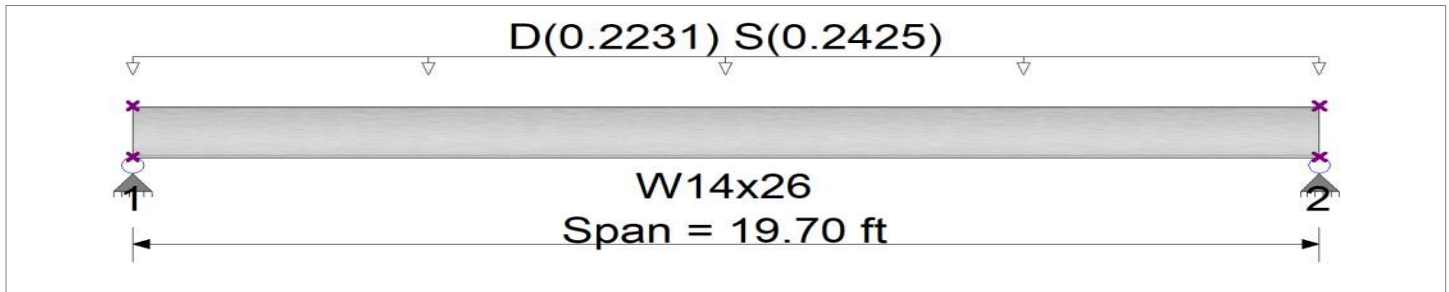 D(0.2231) S(0.2425)
W14x26
1 2
Span = 19.70 ft